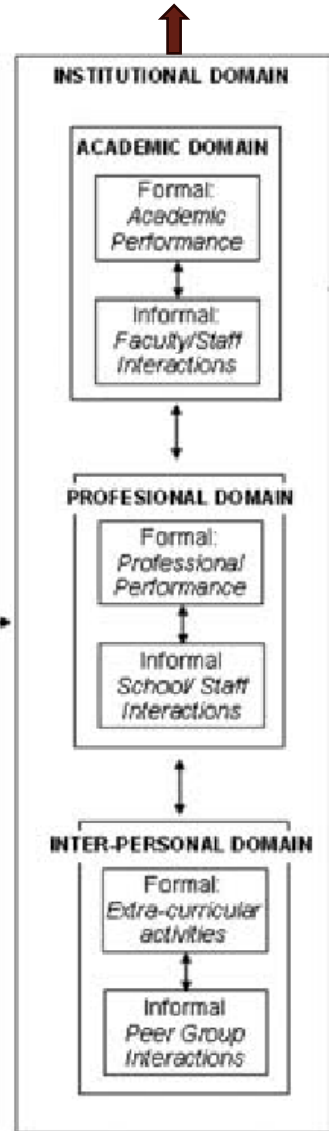 INSTITUTIONAL DOMAIN
ACADEMIC DOMAIN
Formal:
Academic
Performance
Informal:
Faculty/Staff
Interactions
PROFESIONAL DOMAIN
Formal:
Professional
Performance
Informal
School/ Staff
Interactions
INTER-PERSONAL DOMAIN
Formal:
Extra-curricular
activities
Informal
Peer Group
Interactions